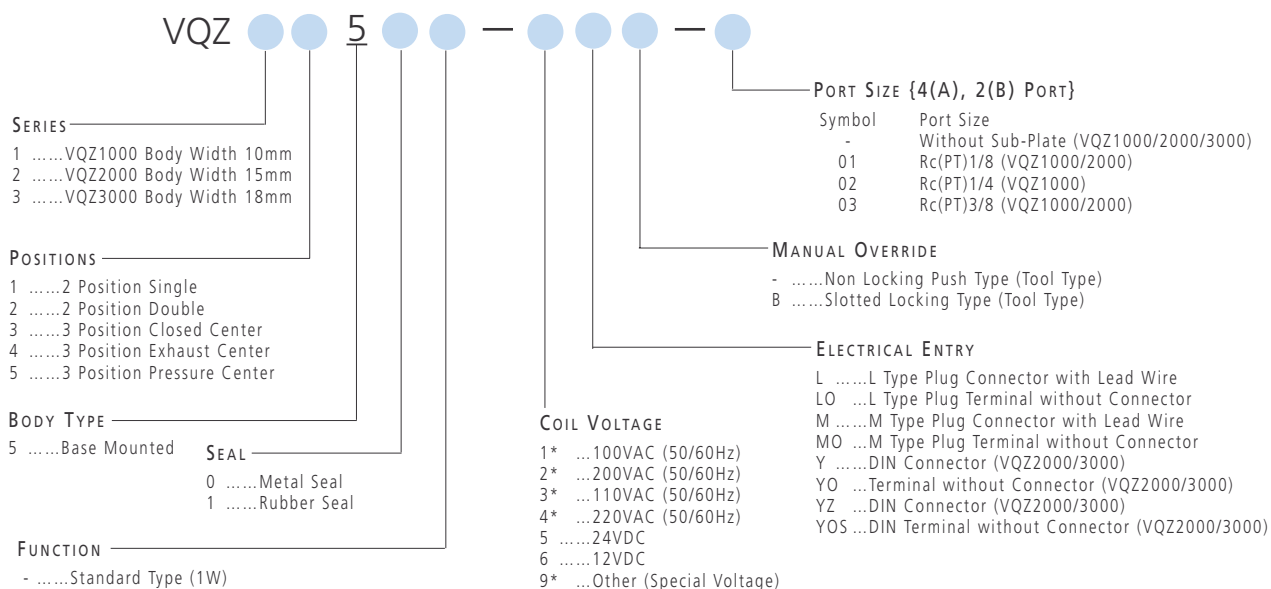 VQZ 5 — —
PORT SIZE {4(A), 2(B) PORT}
Symbol Port Size
- Without Sub-Plate (VQZ1000/2000/3000)
01 Rc(PT)1/8 (VQZ1000/2000)
02 Rc(PT)1/4 (VQZ1000)
03 Rc(PT)3/8 (VQZ1000/2000)
SERIES
1 ......VQZ1000 Body Width 10mm
2 ......VQZ2000 Body Width 15mm
3 ......VQZ3000 Body Width 18mm
MANUAL OVERRIDE
- ......Non Locking Push Type (Tool Type)
B ......Slotted Locking Type (Tool Type)
POSITIONS
1 ......2 Position Single
2 ......2 Position Double
3 ......3 Position Closed Center
4 ......3 Position Exhaust Center
5 ......3 Position Pressure Center
ELECTRICAL ENTRY
L ......L Type Plug Connector with Lead Wire
LO ...L Type Plug Terminal without Connector
M ......M Type Plug Connector with Lead Wire
MO ...M Type Plug Terminal without Connector
Y ......DIN Connector (VQZ2000/3000)
YO ...Terminal without Connector (VQZ2000/3000)
YZ ...DIN Connector (VQZ2000/3000)
YOS ...DIN Terminal without Connector (VQZ2000/3000)
BODY TYPE
5 ......Base Mounted
SEAL
0 ......Metal Seal
1 ......Rubber Seal
COIL VOLTAGE
1* ...100VAC (50/60Hz)
2* ...200VAC (50/60Hz)
3* ...110VAC (50/60Hz)
4* ...220VAC (50/60Hz)
5 ......24VDC
6 ......12VDC
9* ...Other (Special Voltage)
FUNCTION
- ......Standard Type (1W)